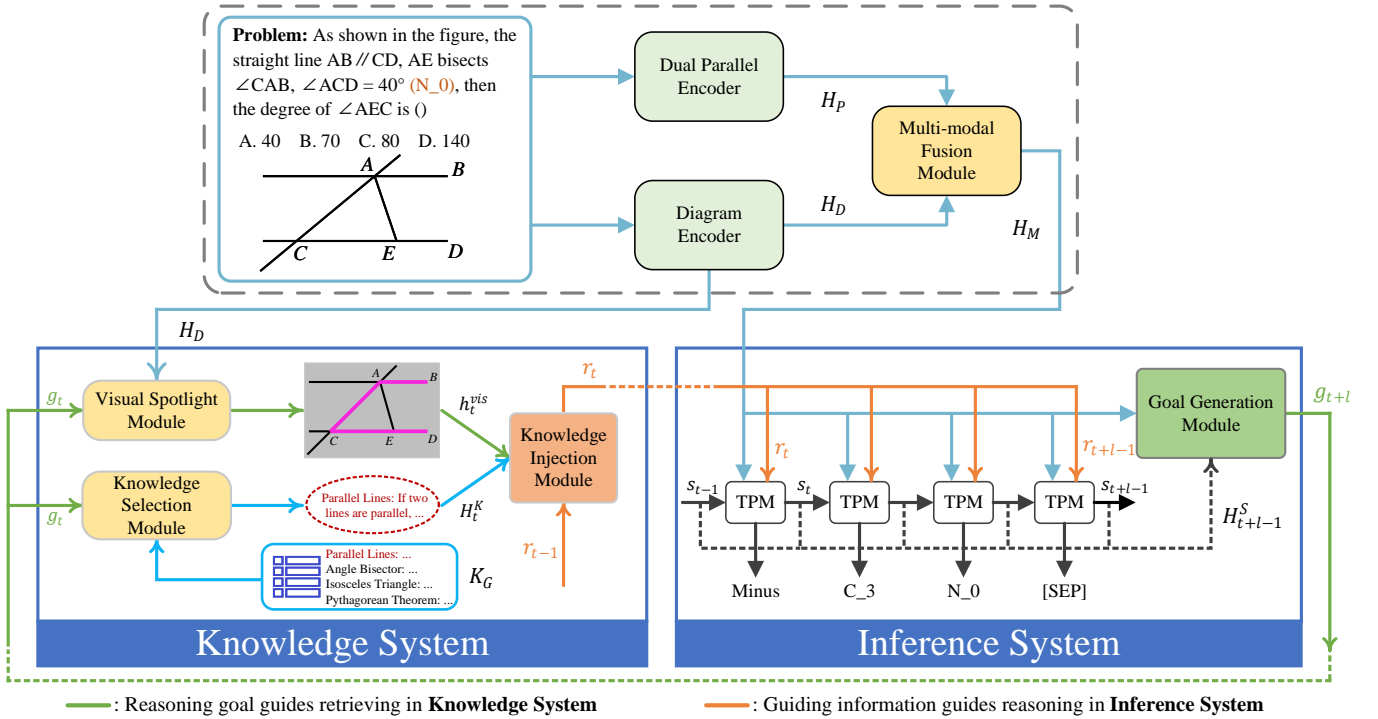 Problem: As shown in the figure, the
straight line AB∥CD, AE bisects
∠CAB, ∠ACD = 40° (N_0), then
the degree of ∠AEC is ()
A. 40 B. 70 C. 80 D. 140
A
B
C
E
D
Dual Parallel
Encoder
H_P
Diagram
Encoder
H_D
Multi-modal
Fusion
Module
H_M
H_D
g_t
Visual Spotlight
Module
A
B
C
E
D
h_t^{vis}
g_t
Knowledge
Selection
Module
Parallel Lines: If two
lines are parallel, ...
H_t^K
Parallel Lines: ...
Angle Bisector: ...
Isosceles Triangle: ...
Pythagorean Theorem: ...
K_G
Knowledge
Injection
Module
r_t
r_{t-1}
Knowledge System
r_t
r_{t+l-1}
Goal Generation
Module
g_{t+l}
s_{t-1}
TPM
s_t
TPM
TPM
TPM
s_{t+l-1}
H_{t+l-1}^S
Minus
C_3
N_0
[SEP]
Inference System
: Reasoning goal guides retrieving in Knowledge System
: Guiding information guides reasoning in Inference System